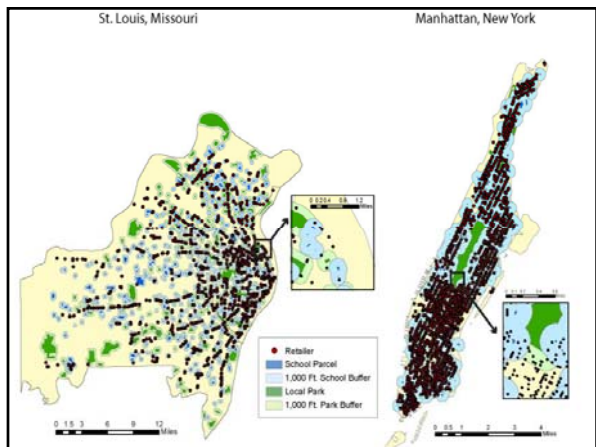 St. Louis, Missouri
Manhattan, New York
Miles
Retailer
School Parcel
1,000 Ft. School Buffer
Local Park
1,000 Ft. Park Buffer
0 1.5 3 6 9 12
Miles
0 0.5 1 2 3 4
Miles